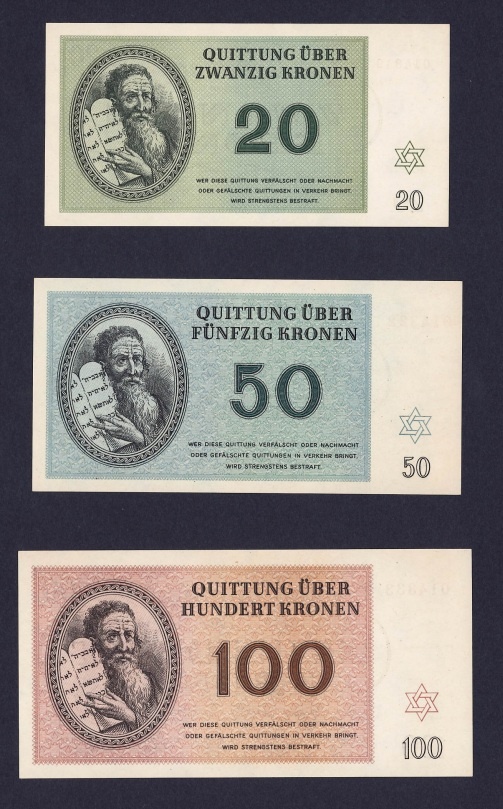 QUITTUNG ÜBER
ZWANZIG KRONEN
20
WER DIESE QUITTUNG VERFÄLSCHT ODER NACHMACHT
ODER GEFÄLSCHTE QUITTUNGEN IN VERKEHR BRINGT,
WIRD STRENGSTENS BESTRAFT.
20
QUITTUNG ÜBER
FÜNFZIG KRONEN
50
WER DIESE QUITTUNG VERFÄLSCHT ODER NACHMACHT
ODER GEFÄLSCHTE QUITTUNGEN IN VERKEHR BRINGT,
WIRD STRENGSTENS BESTRAFT.
50
QUITTUNG ÜBER
HUNDERT KRONEN
100
WER DIESE QUITTUNG VERFÄLSCHT ODER NACHMACHT
ODER GEFÄLSCHTE QUITTUNGEN IN VERKEHR BRINGT,
WIRD STRENGSTENS BESTRAFT.
100